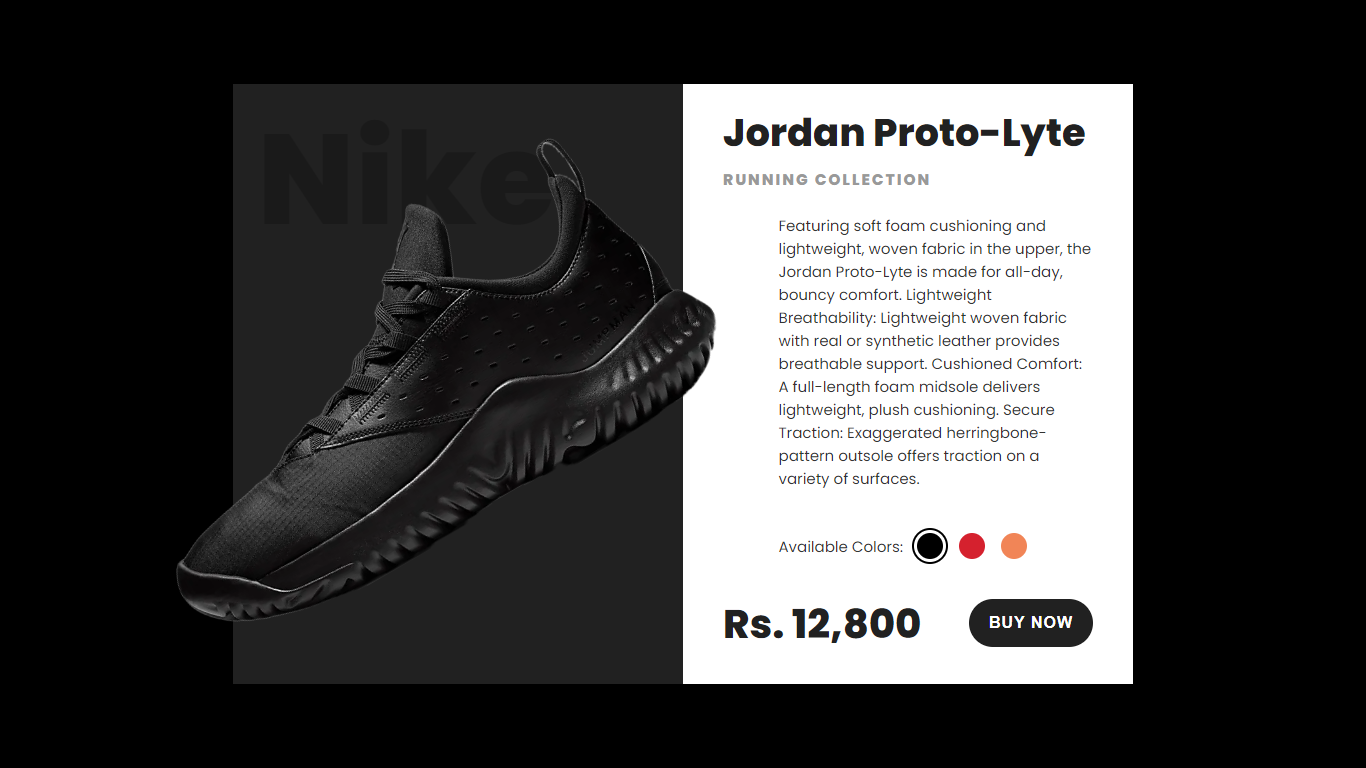 Nike
Jordan Proto-Lyte
RUNNING COLLECTION
Featuring soft foam cushioning and
lightweight, woven fabric in the upper, the
Jordan Proto-Lyte is made for all-day,
bouncy comfort. Lightweight
Breathability: Lightweight woven fabric
with real or synthetic leather provides
breathable support. Cushioned Comfort:
A full-length foam midsole delivers
lightweight, plush cushioning. Secure
Traction: Exaggerated herringbone-
pattern outsole offers traction on a
variety of surfaces.
Available Colors:
Rs. 12,800
BUY NOW